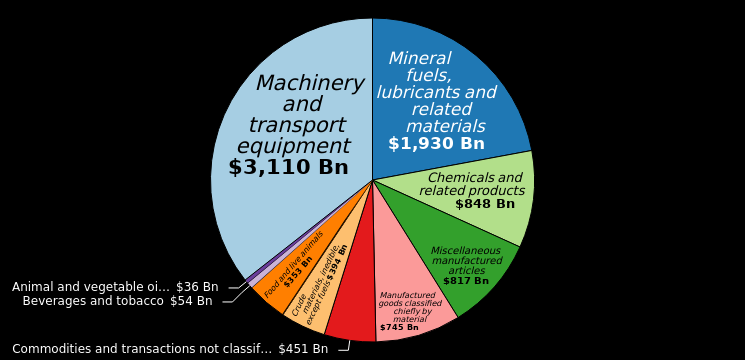 Machinery
and
transport
equipment
$3,110 Bn
Mineral
fuels,
lubricants and
related
materials
$1,930 Bn
Chemicals and
related products
$848 Bn
Miscellaneous
manufactured
articles
$817 Bn
Manufactured
goods classified
chiefly by
material
$745 Bn
Commodities and transactions not classif... $451 Bn
Crude
materials, inedible,
except fuels $394 Bn
Food and live animals
$353 Bn
Beverages and tobacco $54 Bn
Animal and vegetable oi... $36 Bn